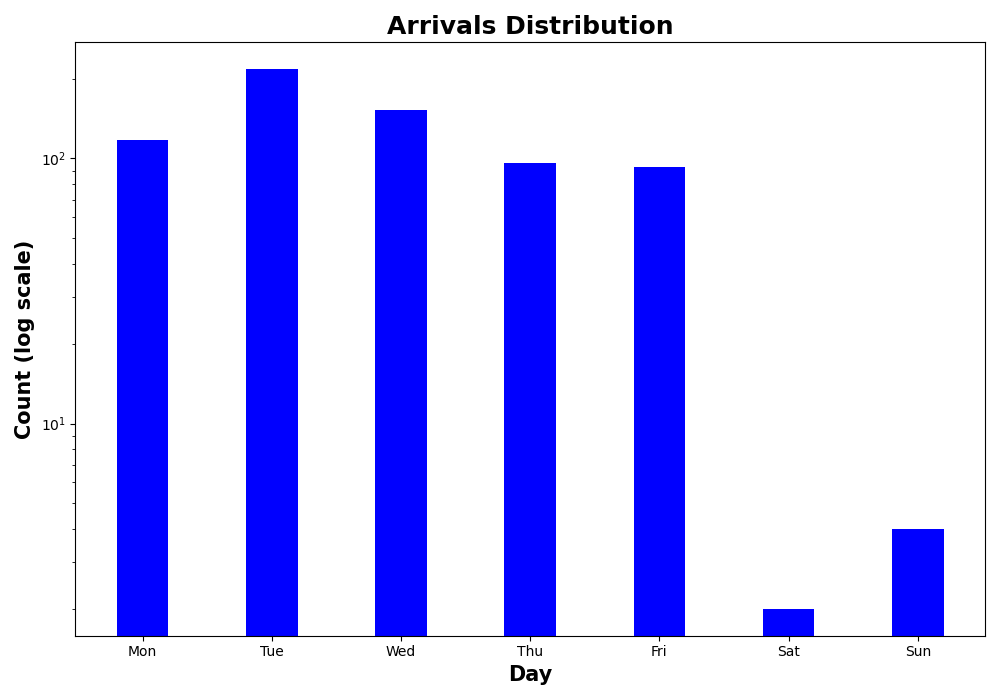 Arrivals Distribution
Count (log scale)
10²
10¹
Mon Tue Wed Thu Fri Sat Sun
Day